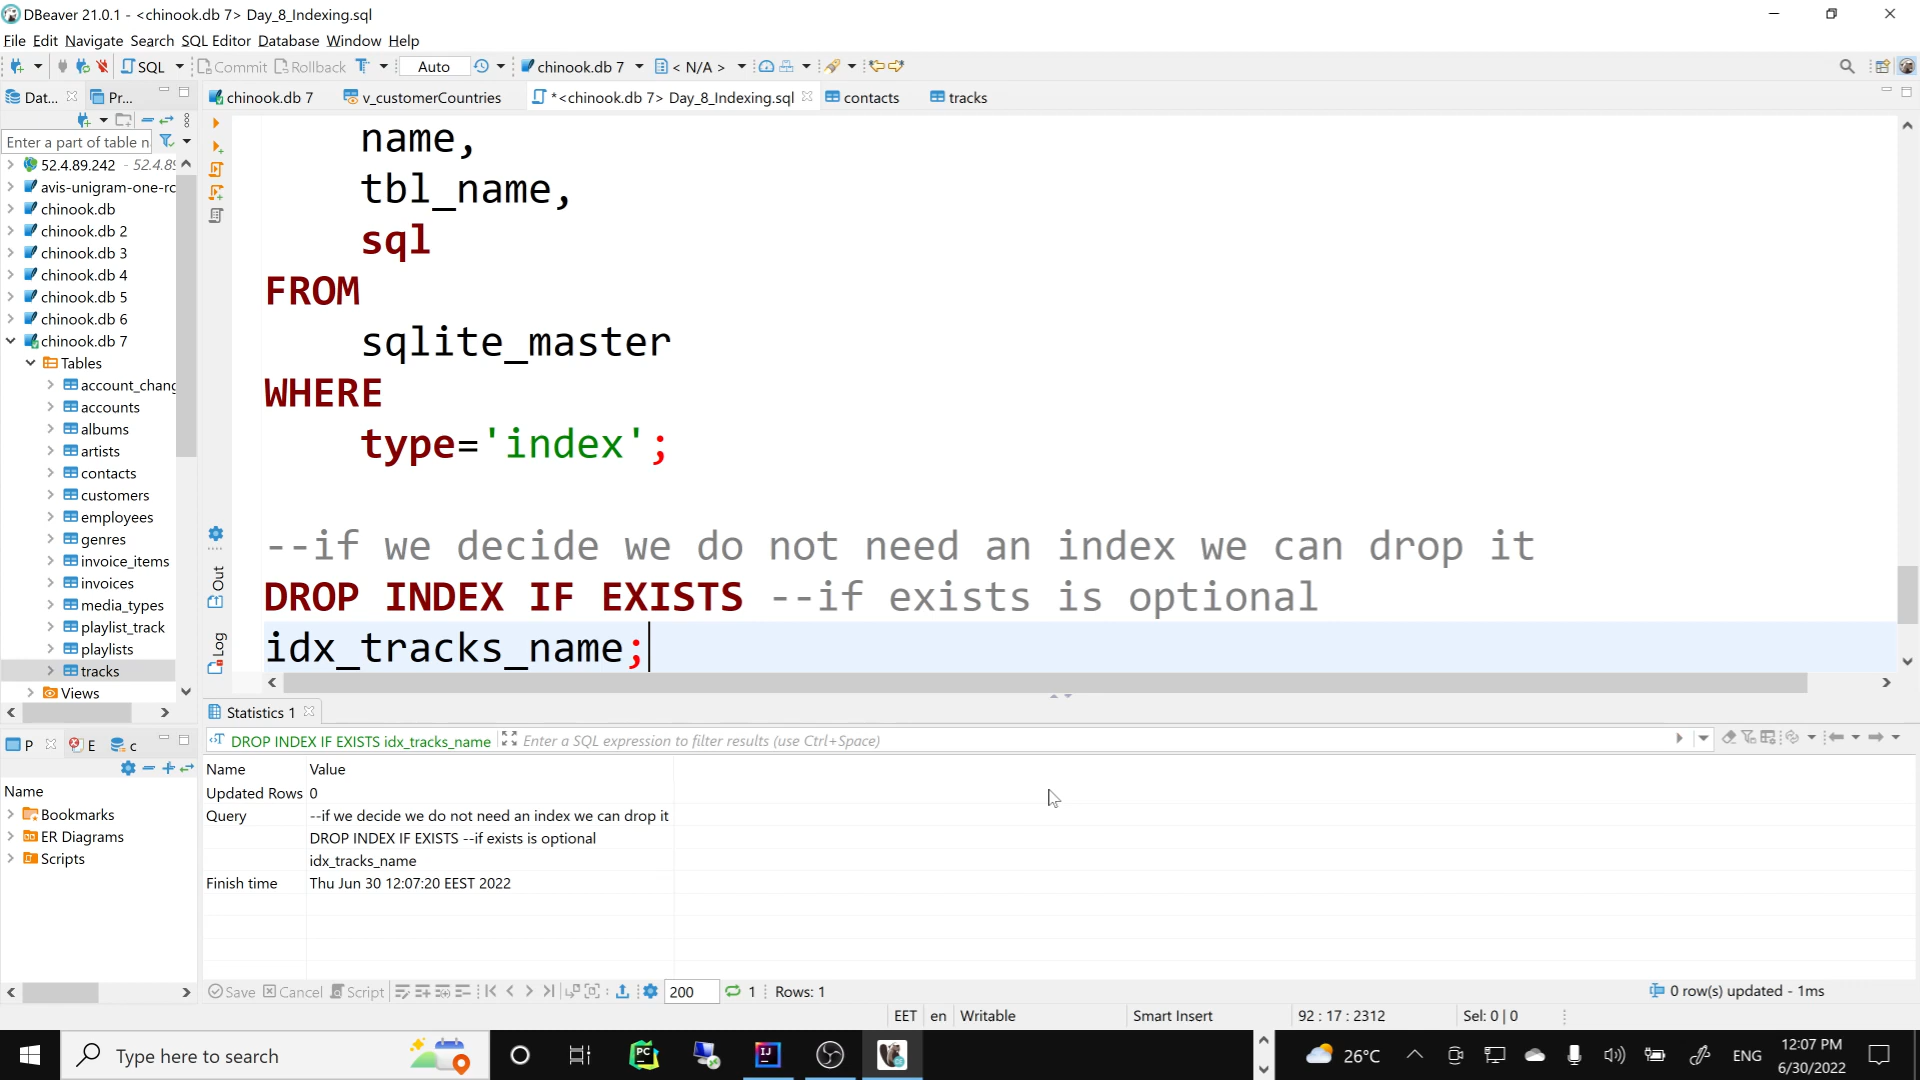 DBeaver 21.0.1 - <chinook.db 7> Day_8_Indexing.sql
File Edit Navigate Search SQL Editor Database Window Help
SQL Commit Rollback Auto chinook.db 7 < N/A >
Dat... Pr...
chinook.db 7 v_customerCountries *<chinook.db 7> Day_8_Indexing.sql contacts tracks
Enter a part of table n
52.4.89.242 - 52.4.89
avis-unigram-one-ro
chinook.db
chinook.db 2
chinook.db 3
chinook.db 4
chinook.db 5
chinook.db 6
chinook.db 7
Tables
account_chang
accounts
albums
artists
contacts
customers
employees
genres
invoice_items
invoices
media_types
playlist_track
playlists
tracks
Views
name,
tbl_name,
sql
FROM
sqlite_master
WHERE
type='index';
--if we decide we do not need an index we can drop it
DROP INDEX IF EXISTS --if exists is optional
idx_tracks_name;
Out
Log
P E c
Name
Bookmarks
ER Diagrams
Scripts
Statistics 1
DROP INDEX IF EXISTS idx_tracks_name Enter a SQL expression to filter results (use Ctrl+Space)
Name Value
Updated Rows 0
Query --if we decide we do not need an index we can drop it
DROP INDEX IF EXISTS --if exists is optional
idx_tracks_name
Finish time Thu Jun 30 12:07:20 EEST 2022
Save Cancel Script 200 1 Rows: 1 0 row(s) updated - 1ms
EET en Writable Smart Insert 92 : 17 : 2312 Sel: 0 | 0
Type here to search PC IJ 26°C ENG 12:07 PM
6/30/2022